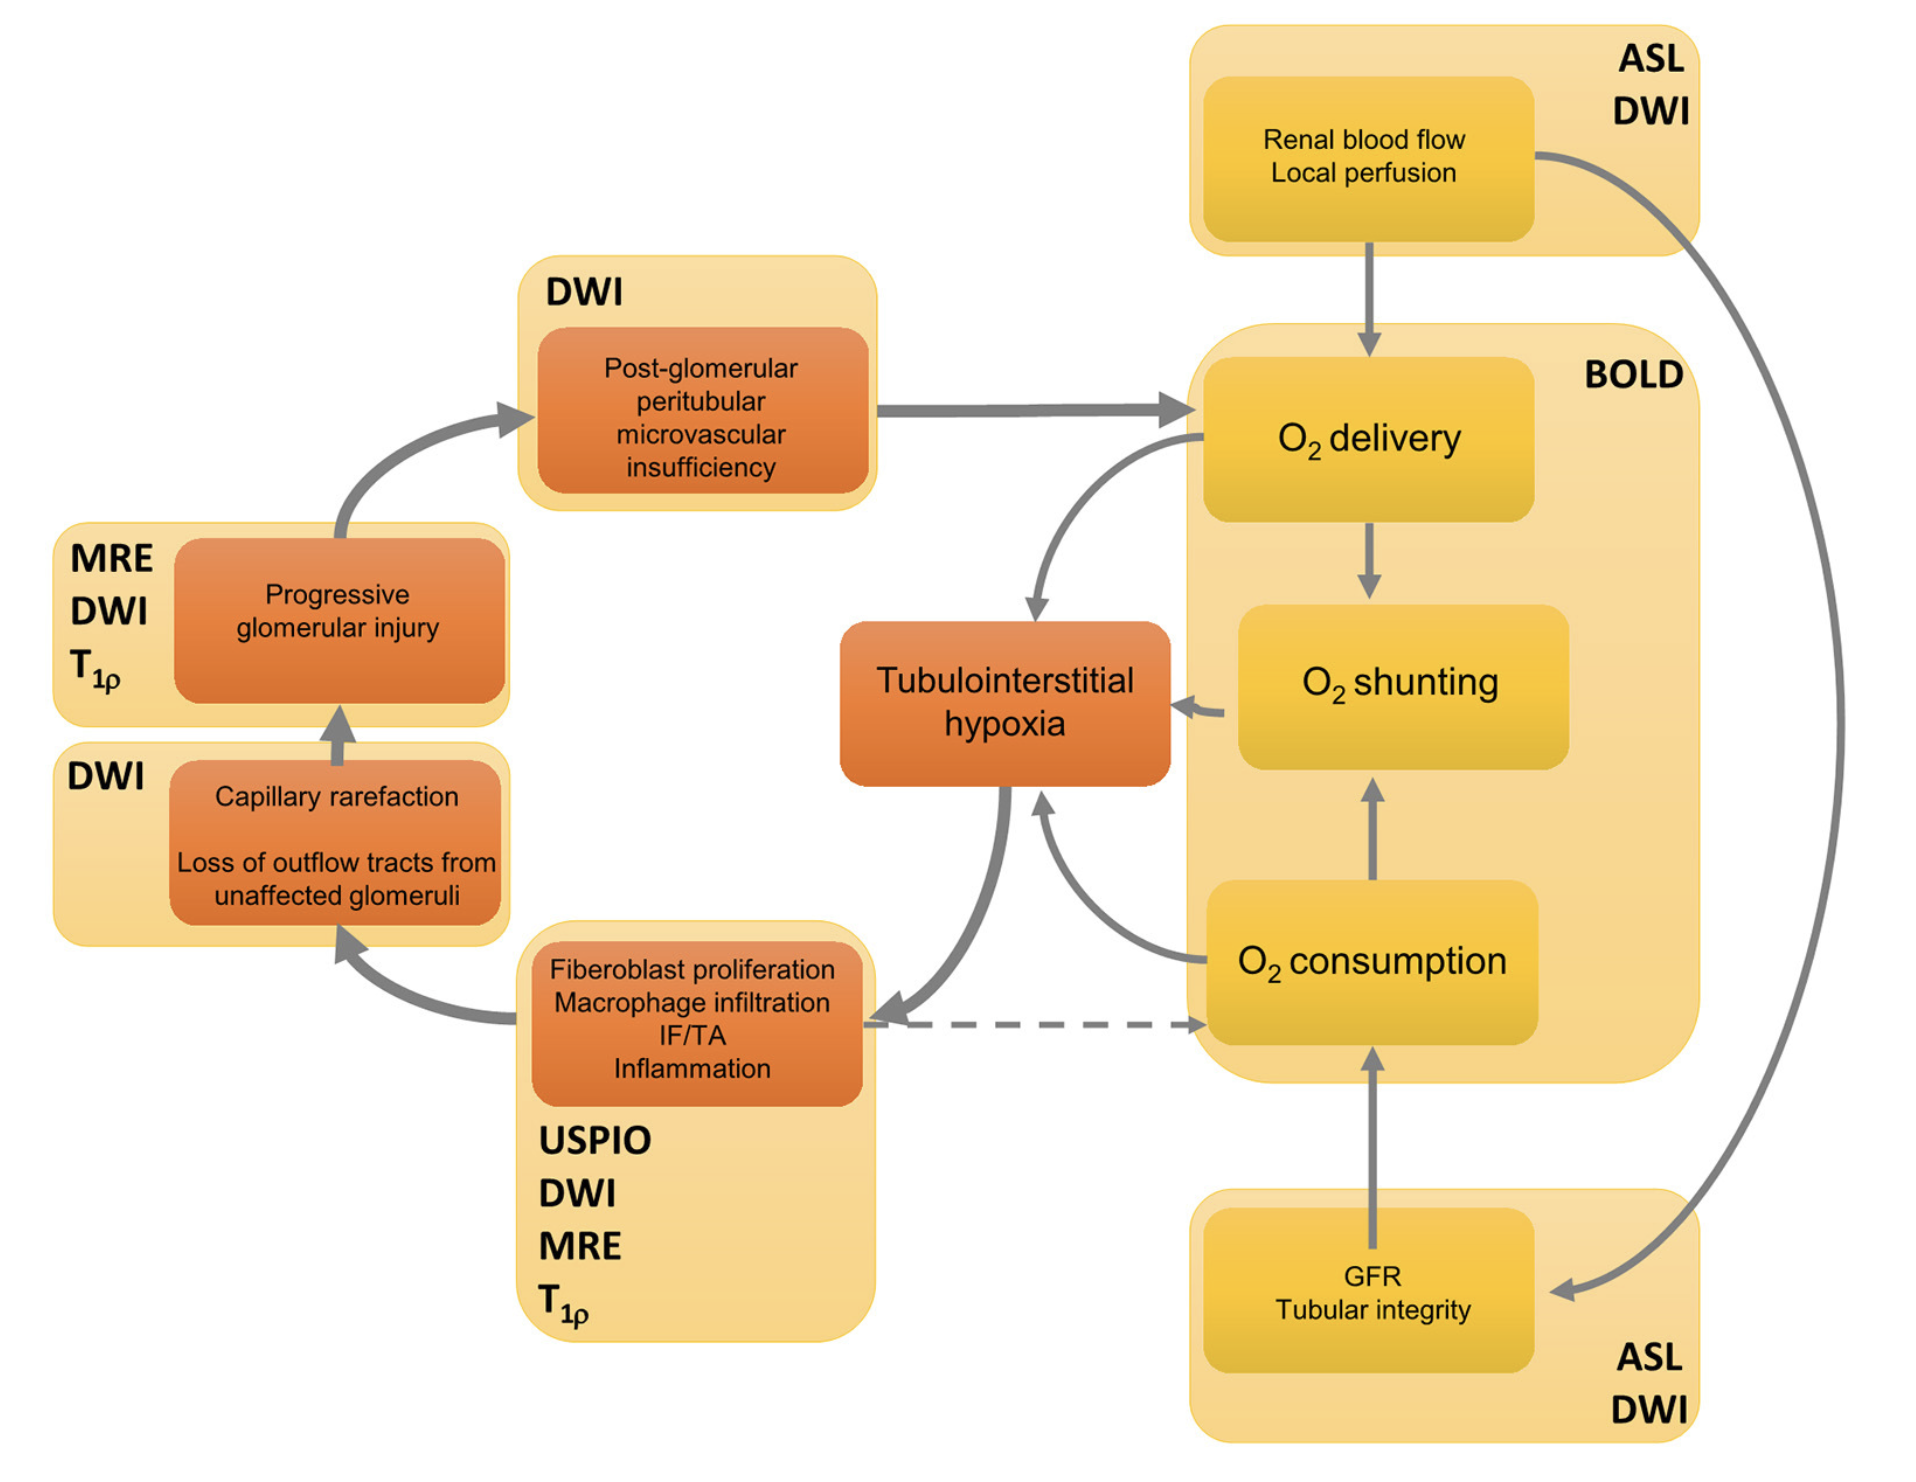 ASL
DWI
Renal blood flow
Local perfusion
DWI
Post-glomerular
peritubular
microvascular
insufficiency
BOLD
O₂ delivery
MRE
DWI
T₁ρ
Progressive
glomerular injury
Tubulointerstitial
hypoxia
O₂ shunting
DWI
Capillary rarefaction
Loss of outflow tracts from
unaffected glomeruli
Fiberoblast proliferation
Macrophage infiltration
IF/TA
Inflammation
O₂ consumption
USPIO
DWI
MRE
T₁ρ
GFR
Tubular integrity
ASL
DWI